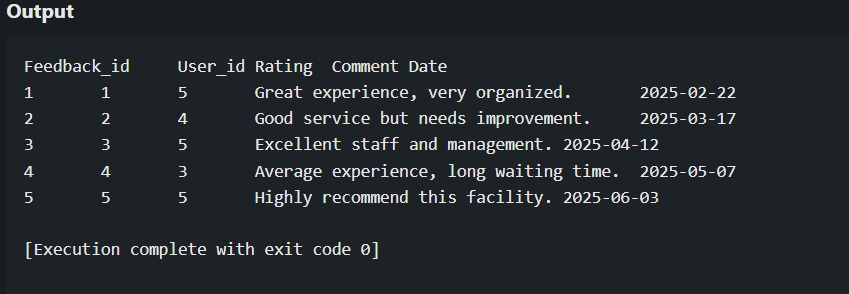 Output
Feedback_id User_id Rating Comment Date
1 1 5 Great experience, very organized. 2025-02-22
2 2 4 Good service but needs improvement. 2025-03-17
3 3 5 Excellent staff and management. 2025-04-12
4 4 3 Average experience, long waiting time. 2025-05-07
5 5 5 Highly recommend this facility. 2025-06-03
[Execution complete with exit code 0]